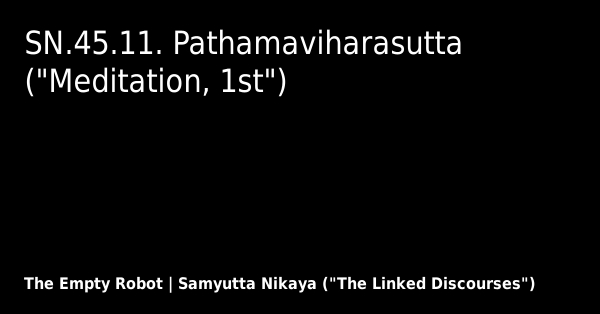 SN.45.11. Pathamaviharasutta
("Meditation, 1st")
The Empty Robot | Samyutta Nikaya ("The Linked Discourses")